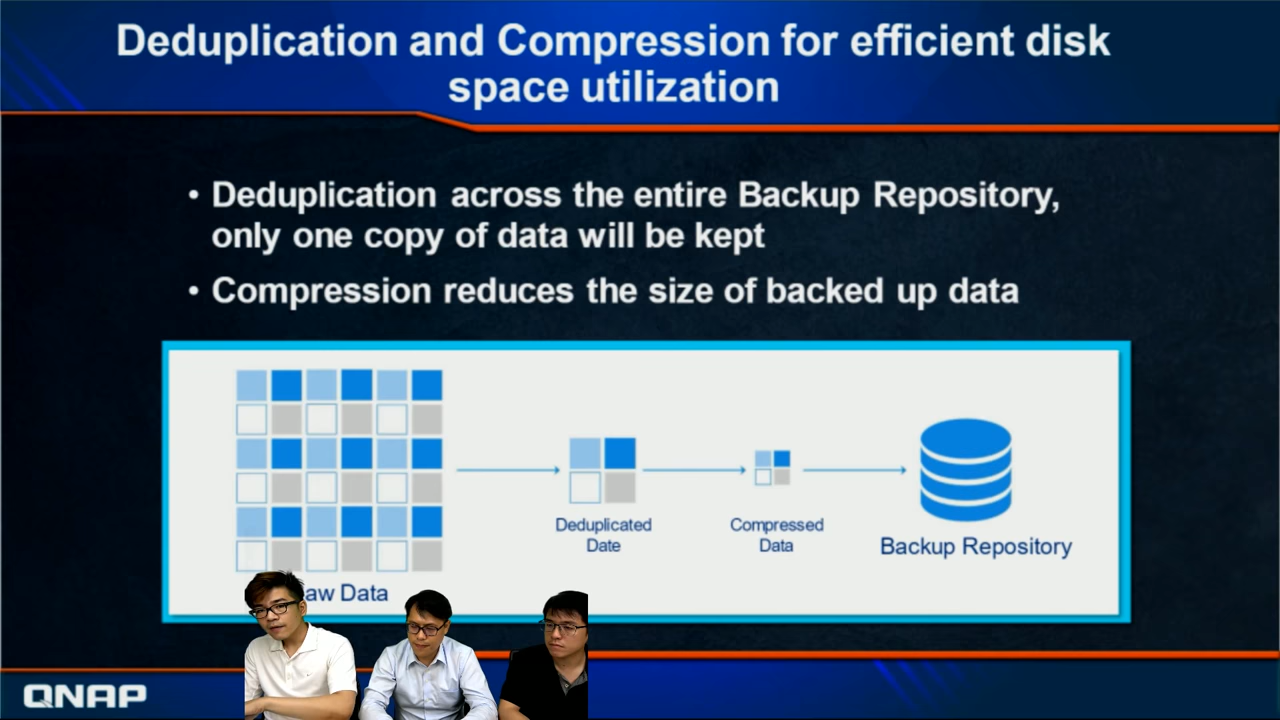 Deduplication and Compression for efficient disk
space utilization
• Deduplication across the entire Backup Repository,
only one copy of data will be kept
• Compression reduces the size of backed up data
Deduplicated
Date
Compressed
Data
Backup Repository
aw Data
QNAP